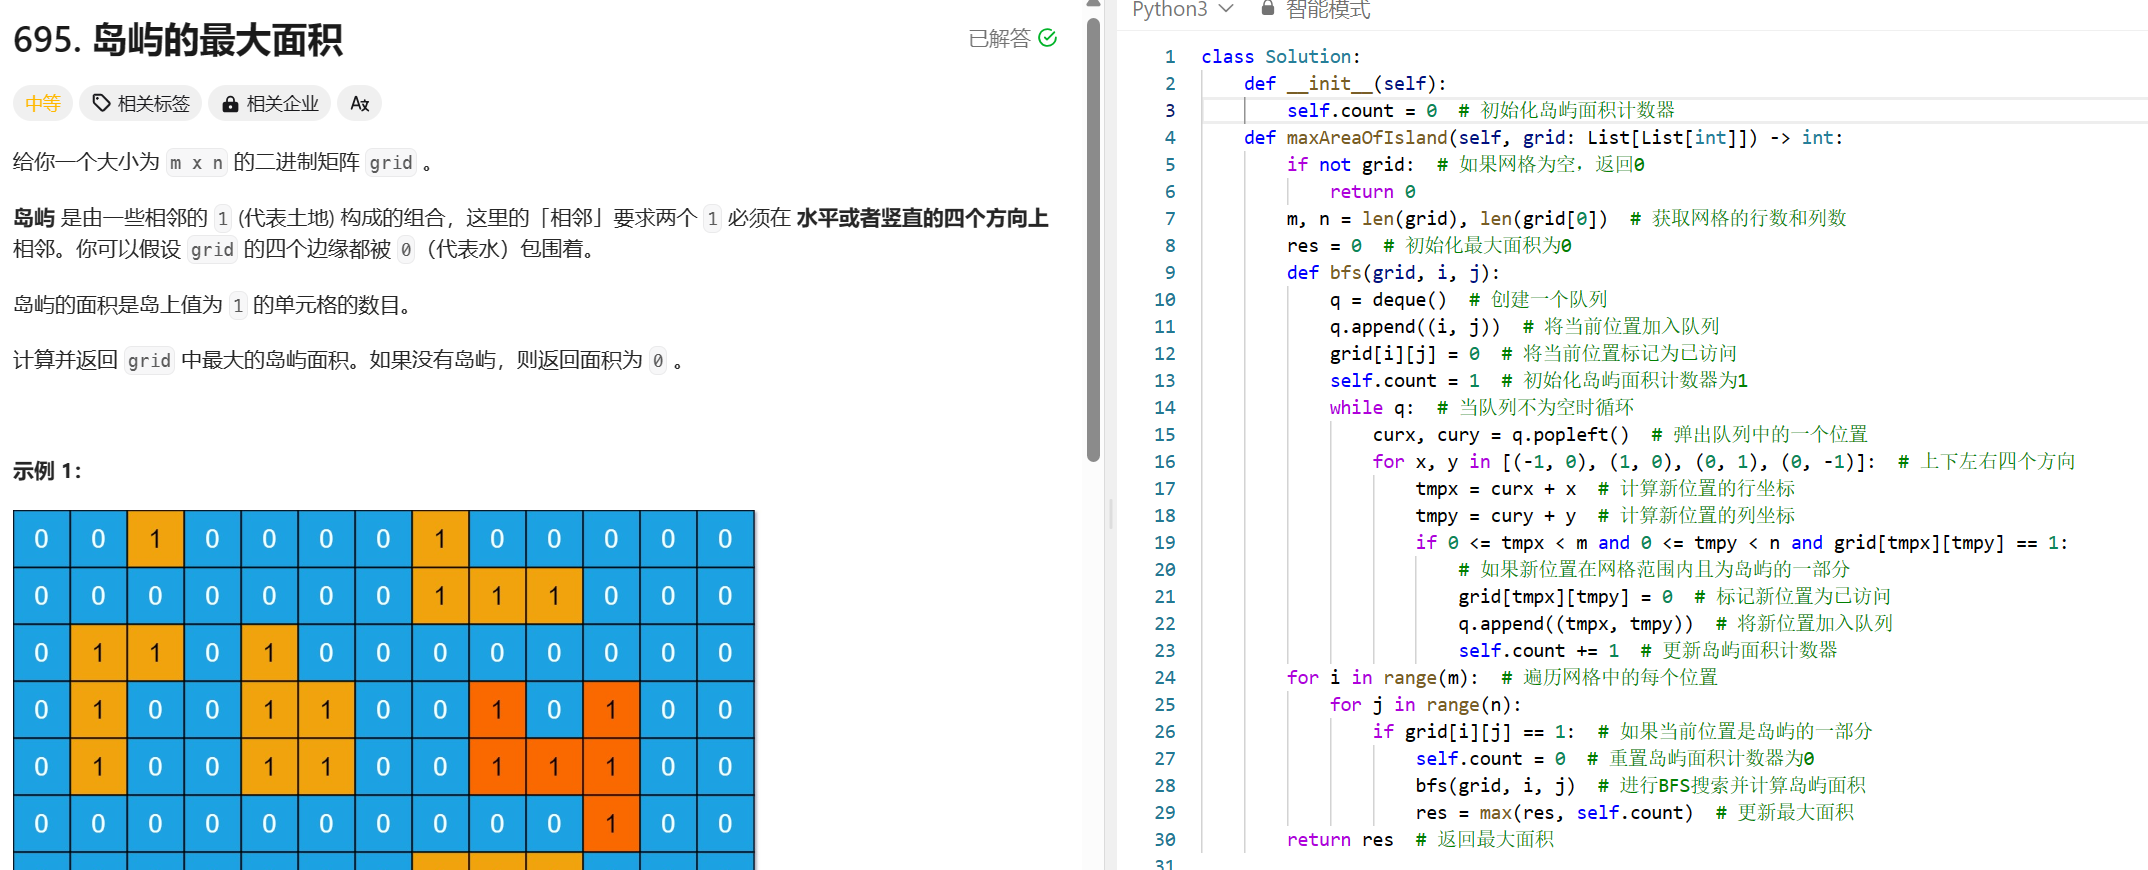 695. 岛屿的最大面积
已解答
中等 相关标签 相关企业 Ax
给你一个大小为 m x n 的二进制矩阵 grid 。
岛屿 是由一些相邻的 1 (代表土地) 构成的组合，这里的「相邻」要求两个 1 必须在 水平或者竖直的四个方向上
相邻。你可以假设 grid 的四个边缘都被 0（代表水）包围着。
岛屿的面积是岛上值为 1 的单元格的数目。
计算并返回 grid 中最大的岛屿面积。如果没有岛屿，则返回面积为 0 。
示例 1：
0 0 1 0 0 0 0 1 0 0 0 0 0
0 0 0 0 0 0 0 1 1 1 0 0 0
0 1 1 0 1 0 0 0 0 0 0 0 0
0 1 0 0 1 1 0 0 1 0 1 0 0
0 1 0 0 1 1 0 0 1 1 1 0 0
0 0 0 0 0 0 0 0 0 0 1 0 0
Python3 智能模式
1 class Solution:
2 def __init__(self):
3 self.count = 0 # 初始化岛屿面积计数器
4 def maxAreaOfIsland(self, grid: List[List[int]]) -> int:
5 if not grid: # 如果网格为空，返回0
6 return 0
7 m, n = len(grid), len(grid[0]) # 获取网格的行数和列数
8 res = 0 # 初始化最大面积为0
9 def bfs(grid, i, j):
10 q = deque() # 创建一个队列
11 q.append((i, j)) # 将当前位置加入队列
12 grid[i][j] = 0 # 将当前位置标记为已访问
13 self.count = 1 # 初始化岛屿面积计数器为1
14 while q: # 当队列不为空时循环
15 curx, cury = q.popleft() # 弹出队列中的一个位置
16 for x, y in [(-1, 0), (1, 0), (0, 1), (0, -1)]: # 上下左右四个方向
17 tmpx = curx + x # 计算新位置的行坐标
18 tmpy = cury + y # 计算新位置的列坐标
19 if 0 <= tmpx < m and 0 <= tmpy < n and grid[tmpx][tmpy] == 1:
20 # 如果新位置在网格范围内且为岛屿的一部分
21 grid[tmpx][tmpy] = 0 # 标记新位置为已访问
22 q.append((tmpx, tmpy)) # 将新位置加入队列
23 self.count += 1 # 更新岛屿面积计数器
24 for i in range(m): # 遍历网格中的每个位置
25 for j in range(n):
26 if grid[i][j] == 1: # 如果当前位置是岛屿的一部分
27 self.count = 0 # 重置岛屿面积计数器为0
28 bfs(grid, i, j) # 进行BFS搜索并计算岛屿面积
29 res = max(res, self.count) # 更新最大面积
30 return res # 返回最大面积
31